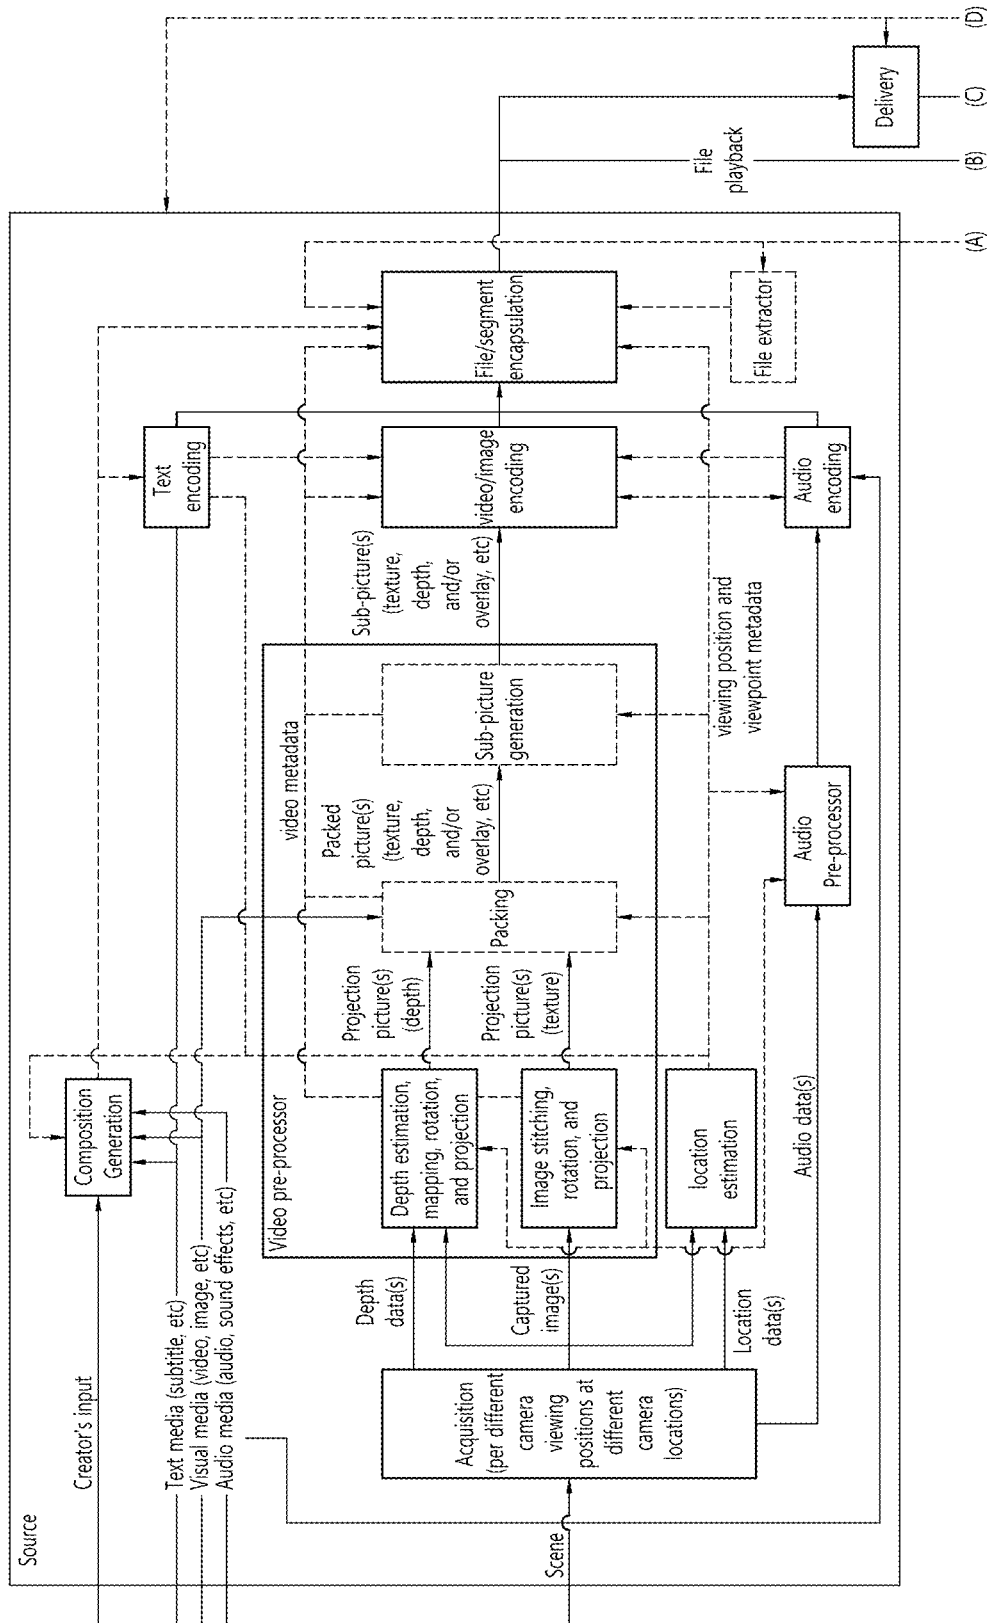 Source
Creator's input
Text media (subtitle, etc)
Visual media (video, image, etc)
Audio media (audio, sound effects, etc)
Scene
Composition
Generation
Video pre-processor
Acquisition
(per different
camera
viewing
positions at
different
camera
locations)
Depth
data(s)
Captured
image(s)
Location
data(s)
Audio data(s)
Depth estimation,
mapping, rotation,
and projection
Image stitching,
rotation, and
projection
location
estimation
Projection
picture(s)
(depth)
Projection
picture(s)
(texture)
Packing
video metadata
Packed
picture(s)
(texture,
depth,
and/or
overlay, etc)
Sub-picture
generation
Audio
Pre-processor
viewing position and
viewpoint metadata
Sub-picture(s)
(texture,
depth,
and/or
overlay, etc)
Text
encoding
video/image
encoding
Audio
encoding
File/segment
encapsulation
File extractor
File
playback
Delivery
(A)
(B)
(C)
(D)